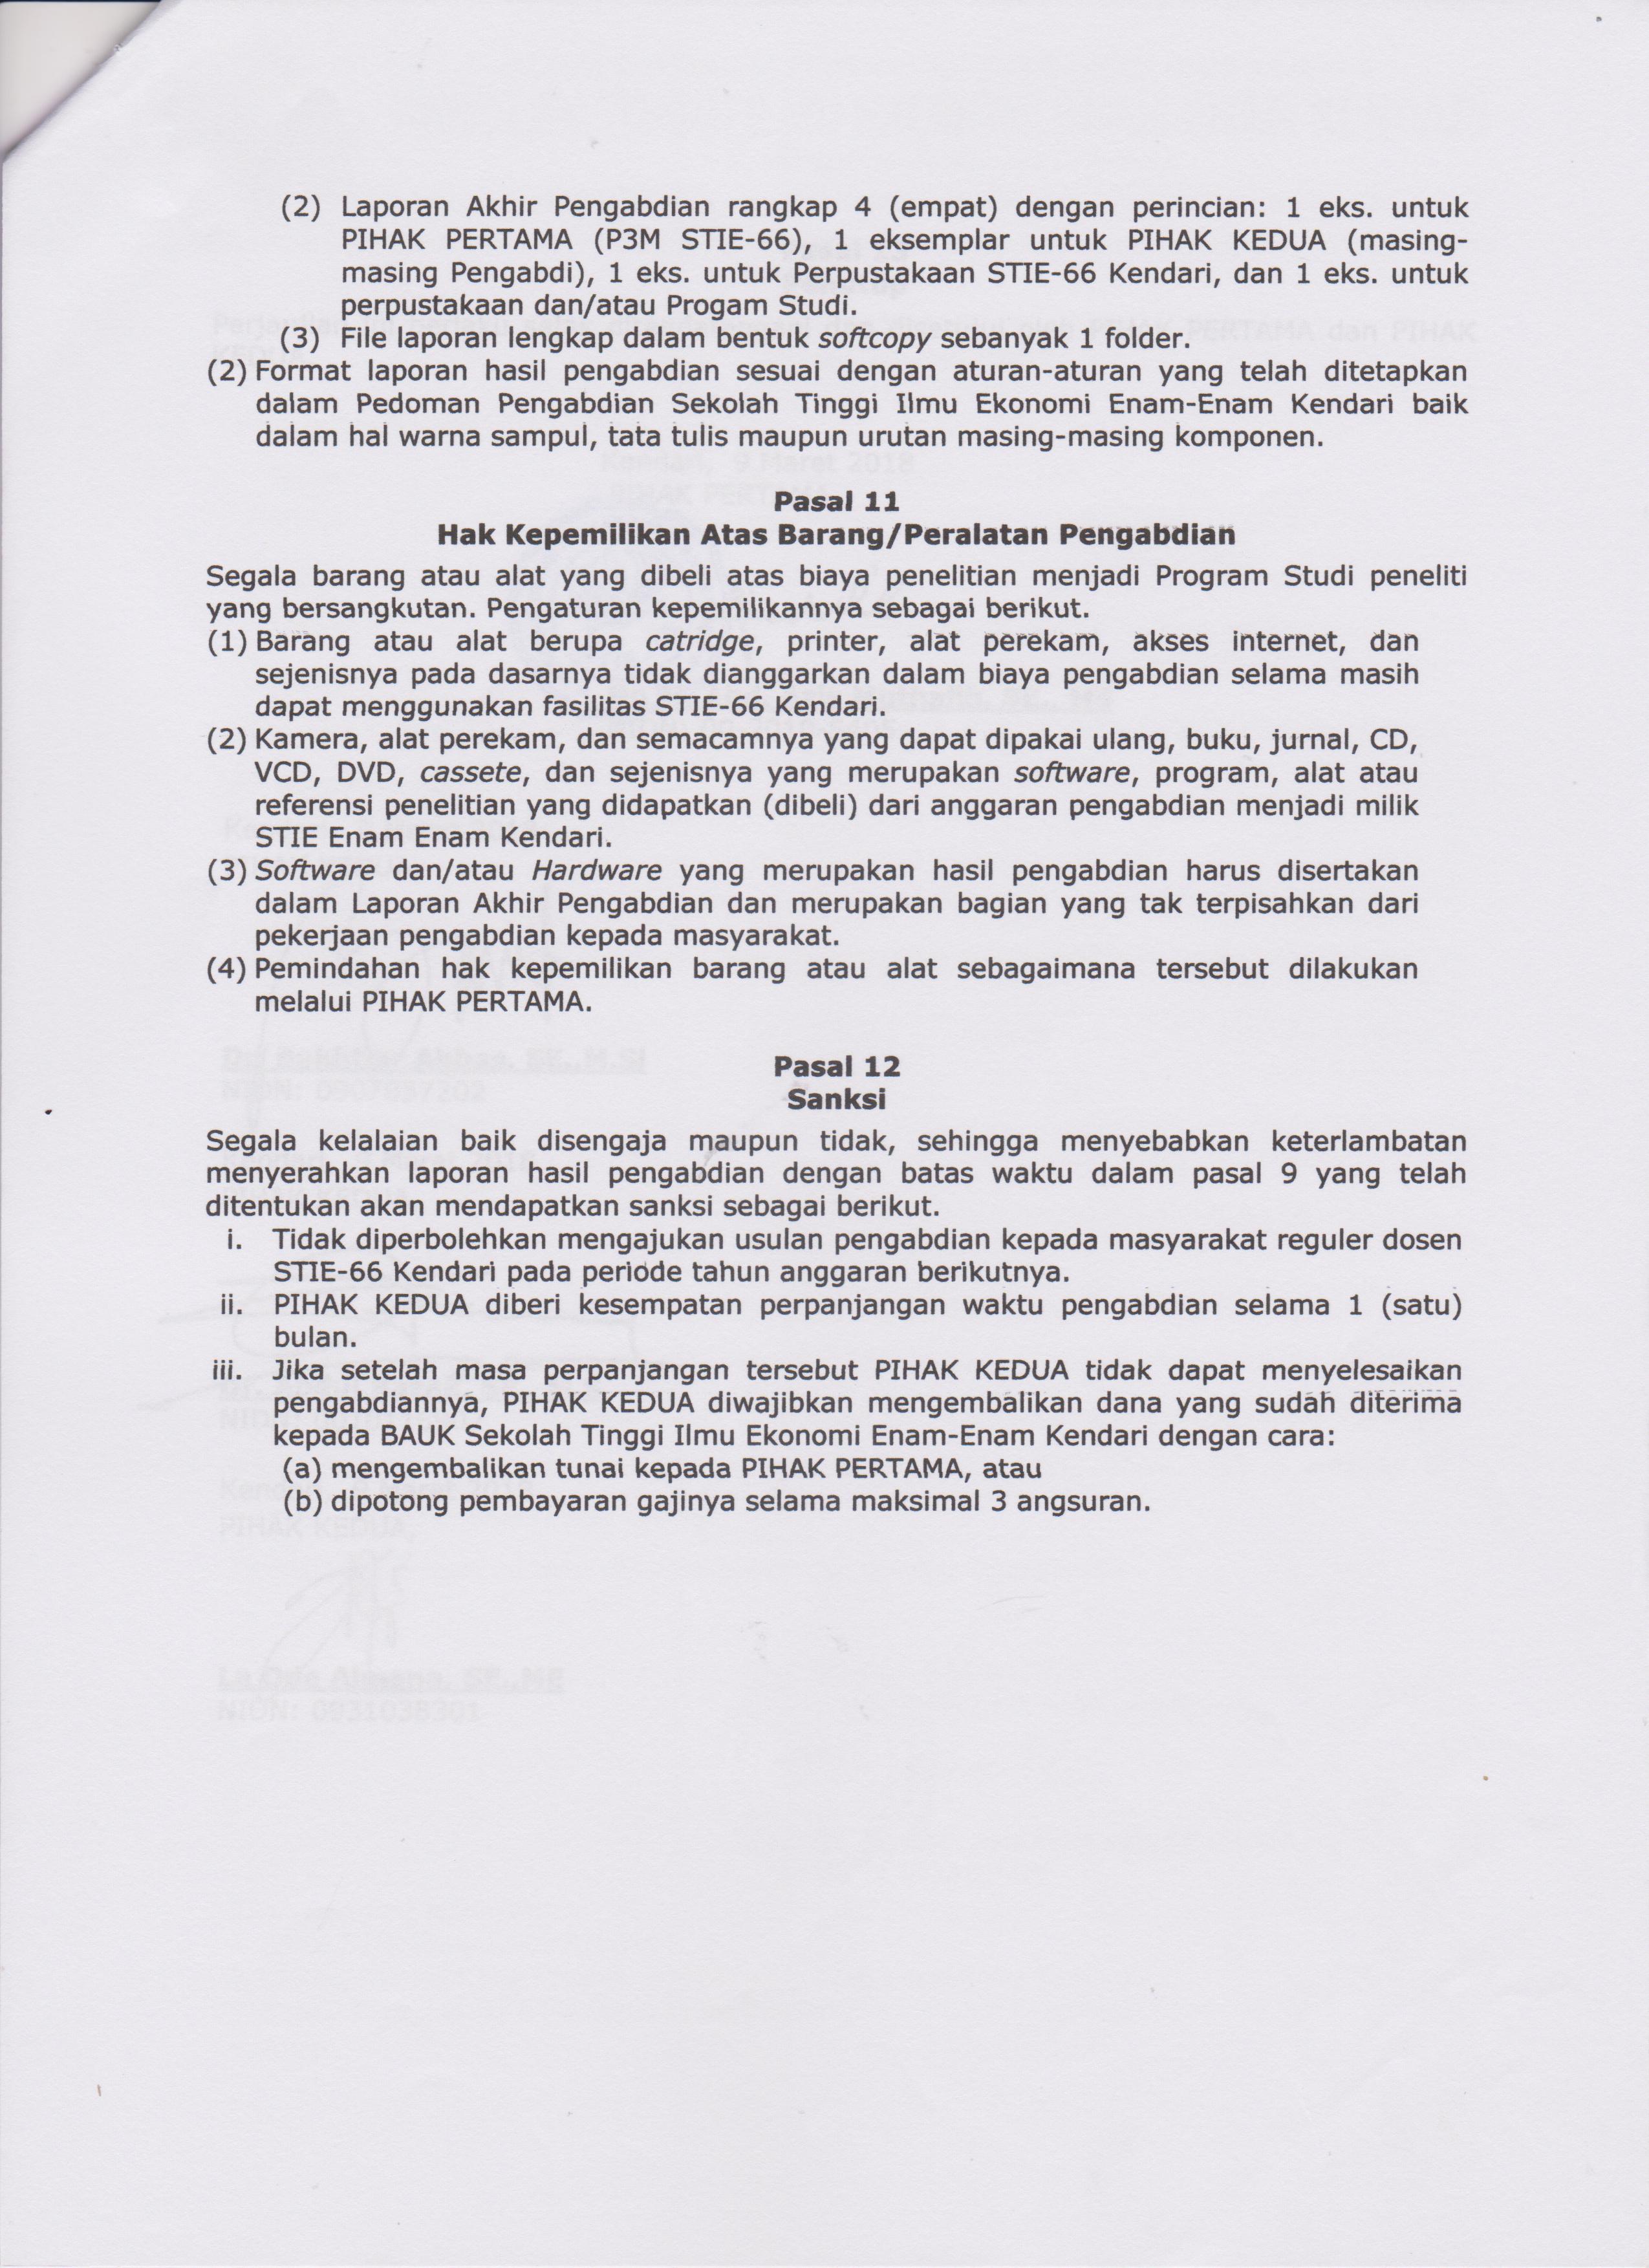 (2) Laporan Akhir Pengabdian rangkap 4 (empat) dengan perincian: 1 eks. untuk
PIHAK PERTAMA (P3M STIE-66), 1 eksemplar untuk PIHAK KEDUA (masing-
masing Pengabdi), 1 eks. untuk Perpustakaan STIE-66 Kendari, dan 1 eks. untuk
perpustakaan dan/atau Progam Studi.
(3) File laporan lengkap dalam bentuk softcopy sebanyak 1 folder.
(2) Format laporan hasil pengabdian sesuai dengan aturan-aturan yang telah ditetapkan
dalam Pedoman Pengabdian Sekolah Tinggi Ilmu Ekonomi Enam-Enam Kendari baik
dalam hal warna sampul, tata tulis maupun urutan masing-masing komponen.
Pasal 11
Hak Kepemilikan Atas Barang/Peralatan Pengabdian
Segala barang atau alat yang dibeli atas biaya penelitian menjadi Program Studi peneliti
yang bersangkutan. Pengaturan kepemilikannya sebagai berikut.
(1) Barang atau alat berupa catridge, printer, alat perekam, akses internet, dan
sejenisnya pada dasarnya tidak dianggarkan dalam biaya pengabdian selama masih
dapat menggunakan fasilitas STIE-66 Kendari.
(2) Kamera, alat perekam, dan semacamnya yang dapat dipakai ulang, buku, jurnal, CD,
VCD, DVD, cassete, dan sejenisnya yang merupakan software, program, alat atau
referensi penelitian yang didapatkan (dibeli) dari anggaran pengabdian menjadi milik
STIE Enam Enam Kendari.
(3) Software dan/atau Hardware yang merupakan hasil pengabdian harus disertakan
dalam Laporan Akhir Pengabdian dan merupakan bagian yang tak terpisahkan dari
pekerjaan pengabdian kepada masyarakat.
(4) Pemindahan hak kepemilikan barang atau alat sebagaimana tersebut dilakukan
melalui PIHAK PERTAMA.
Pasal 12
Sanksi
Segala kelalaian baik disengaja maupun tidak, sehingga menyebabkan keterlambatan
menyerahkan laporan hasil pengabdian dengan batas waktu dalam pasal 9 yang telah
ditentukan akan mendapatkan sanksi sebagai berikut.
i. Tidak diperbolehkan mengajukan usulan pengabdian kepada masyarakat reguler dosen
STIE-66 Kendari pada periode tahun anggaran berikutnya.
ii. PIHAK KEDUA diberi kesempatan perpanjangan waktu pengabdian selama 1 (satu)
bulan.
iii. Jika setelah masa perpanjangan tersebut PIHAK KEDUA tidak dapat menyelesaikan
pengabdiannya, PIHAK KEDUA diwajibkan mengembalikan dana yang sudah diterima
kepada BAUK Sekolah Tinggi Ilmu Ekonomi Enam-Enam Kendari dengan cara:
(a) mengembalikan tunai kepada PIHAK PERTAMA, atau
(b) dipotong pembayaran gajinya selama maksimal 3 angsuran.